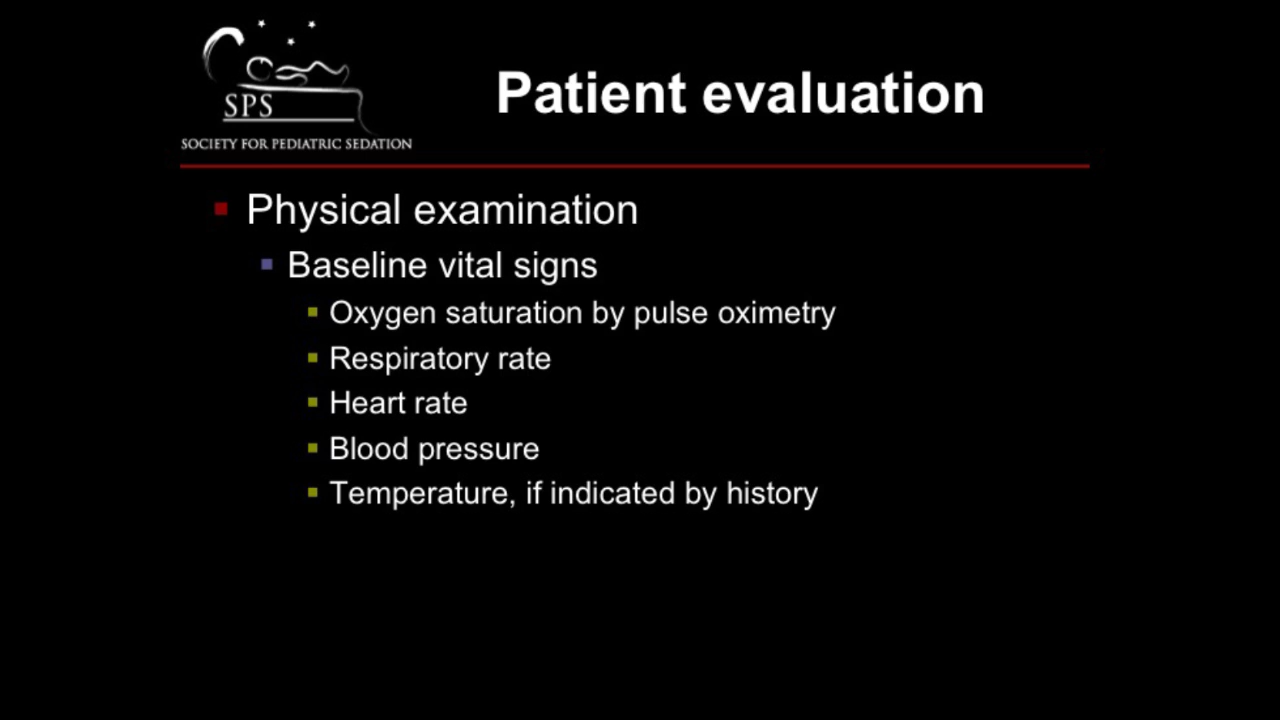 SPS
SOCIETY FOR PEDIATRIC SEDATION
Patient evaluation
Physical examination
Baseline vital signs
Oxygen saturation by pulse oximetry
Respiratory rate
Heart rate
Blood pressure
Temperature, if indicated by history